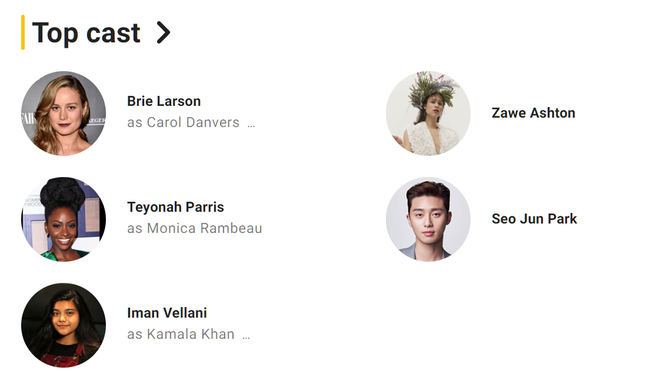 Top cast
Brie Larson
as Carol Danvers ...
Zawe Ashton
Teyonah Parris
as Monica Rambeau
Seo Jun Park
Iman Vellani
as Kamala Khan ...